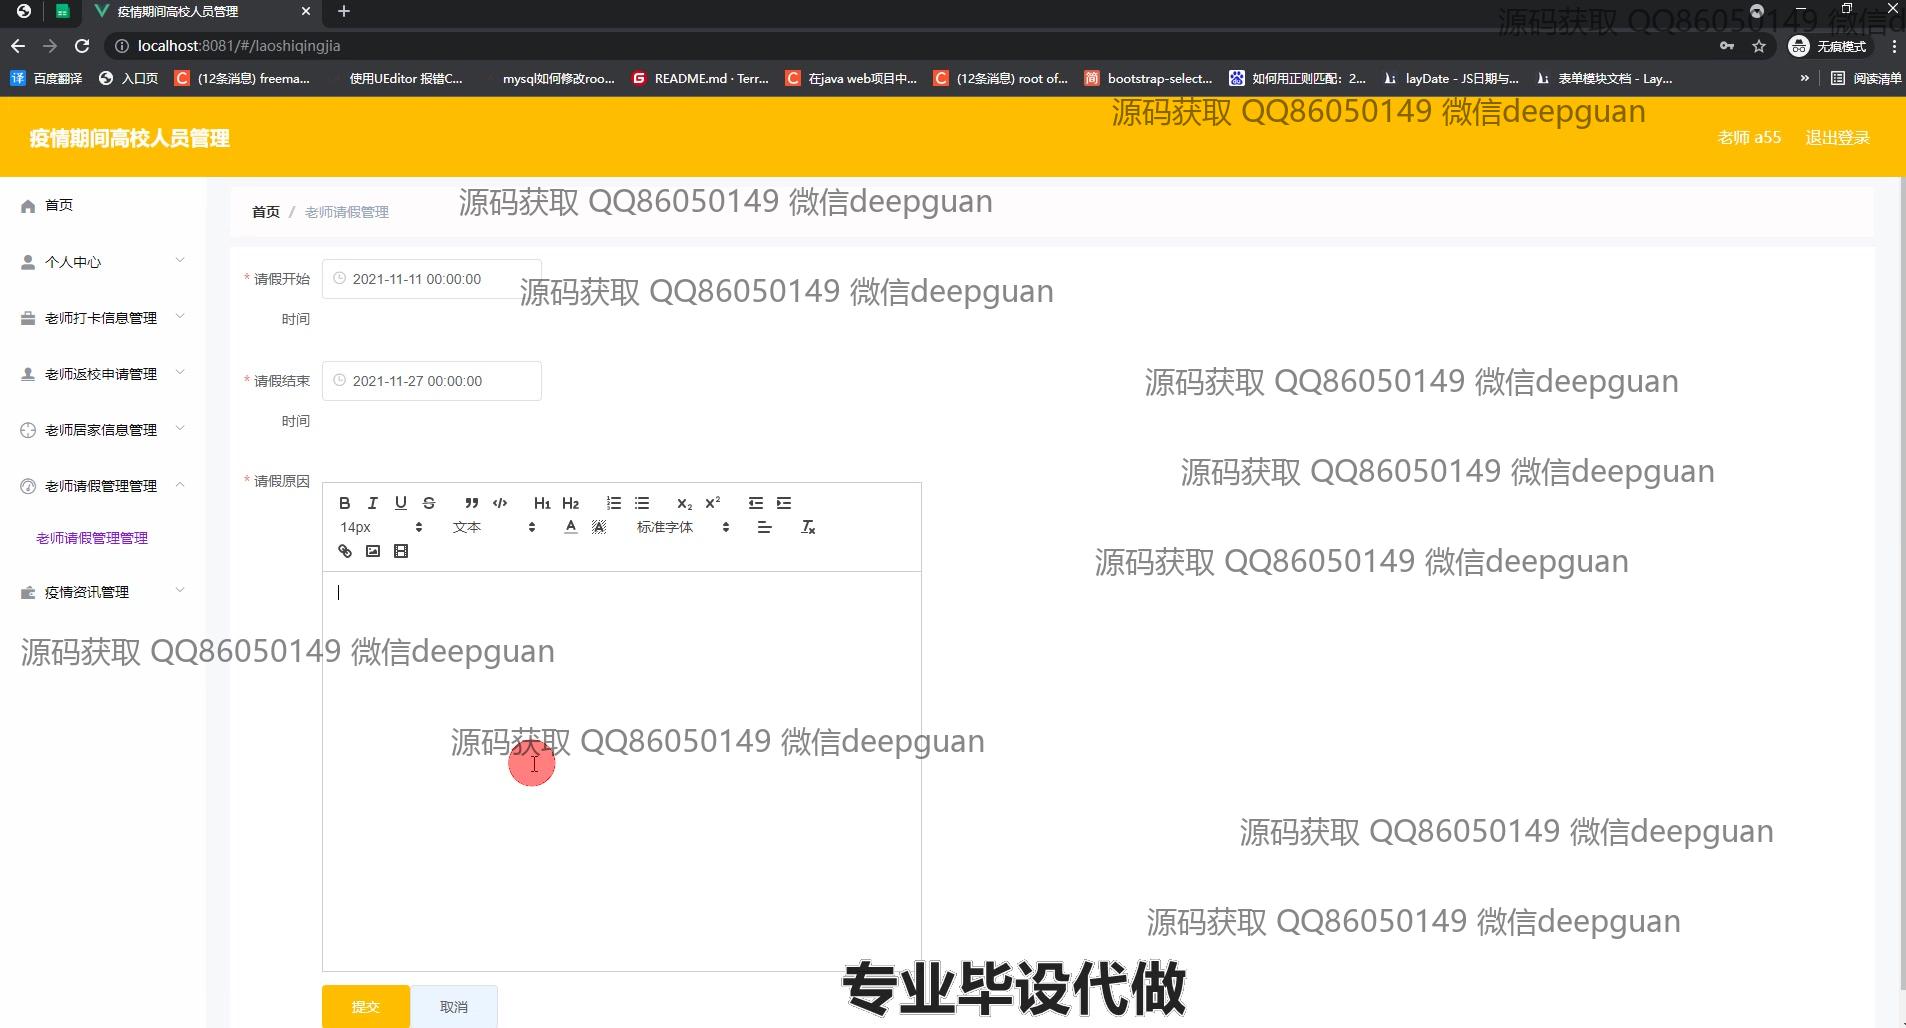 疫情期间高校人员管理
源码获取 QQ86050149 微信d
localhost:8081/#/laoshiqingjia
无痕模式
译 百度翻译
入口页
C (12条消息) freema...
使用UEditor 报错C...
mysql如何修改roo...
G README.md · Terr...
C 在java web项目中...
C (12条消息) root of...
简 bootstrap-select...
如何用正则匹配：2...
layDate - JS日期与...
表单模块文档 - Lay...
»
阅读清单
源码获取 QQ86050149 微信deepguan
疫情期间高校人员管理
老师 a55
退出登录
首页
源码获取 QQ86050149 微信deepguan
首页 / 老师请假管理
个人中心
* 请假开始
时间
2021-11-11 00:00:00
源码获取 QQ86050149 微信deepguan
老师打卡信息管理
老师返校申请管理
* 请假结束
时间
2021-11-27 00:00:00
源码获取 QQ86050149 微信deepguan
老师居家信息管理
源码获取 QQ86050149 微信deepguan
老师请假管理管理
* 请假原因
B I U S H1 H2 x2 x2
14px 文本 A A 标准字体 Tx
老师请假管理管理
源码获取 QQ86050149 微信deepguan
疫情资讯管理
源码获取 QQ86050149 微信deepguan
源码获取 QQ86050149 微信deepguan
源码获取 QQ86050149 微信deepguan
源码获取 QQ86050149 微信deepguan
专业毕设代做
提交
取消